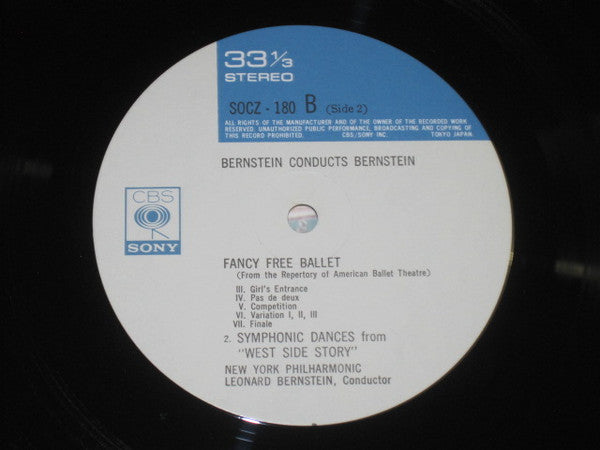 33 1/3
STEREO
SOCZ - 180 B (Side 2)
ALL RIGHTS OF THE MANUFACTURER AND OF THE OWNER OF THE RECORDED WORK
RESERVED. UNAUTHORIZED PUBLIC PERFORMANCE, BROADCASTING AND COPYING OF
THIS RECORD PROHIBITED. CBS/SONY INC. TOKYO JAPAN.
BERNSTEIN CONDUCTS BERNSTEIN
CBS
SONY
FANCY FREE BALLET
(From the Repertory of American Ballet Theatre)
III. Girl's Entrance
IV. Pas de deux
V. Competition
VI. Variation I, II, III
VII. Finale
2. SYMPHONIC DANCES from
"WEST SIDE STORY"
NEW YORK PHILHARMONIC
LEONARD BERNSTEIN, Conductor